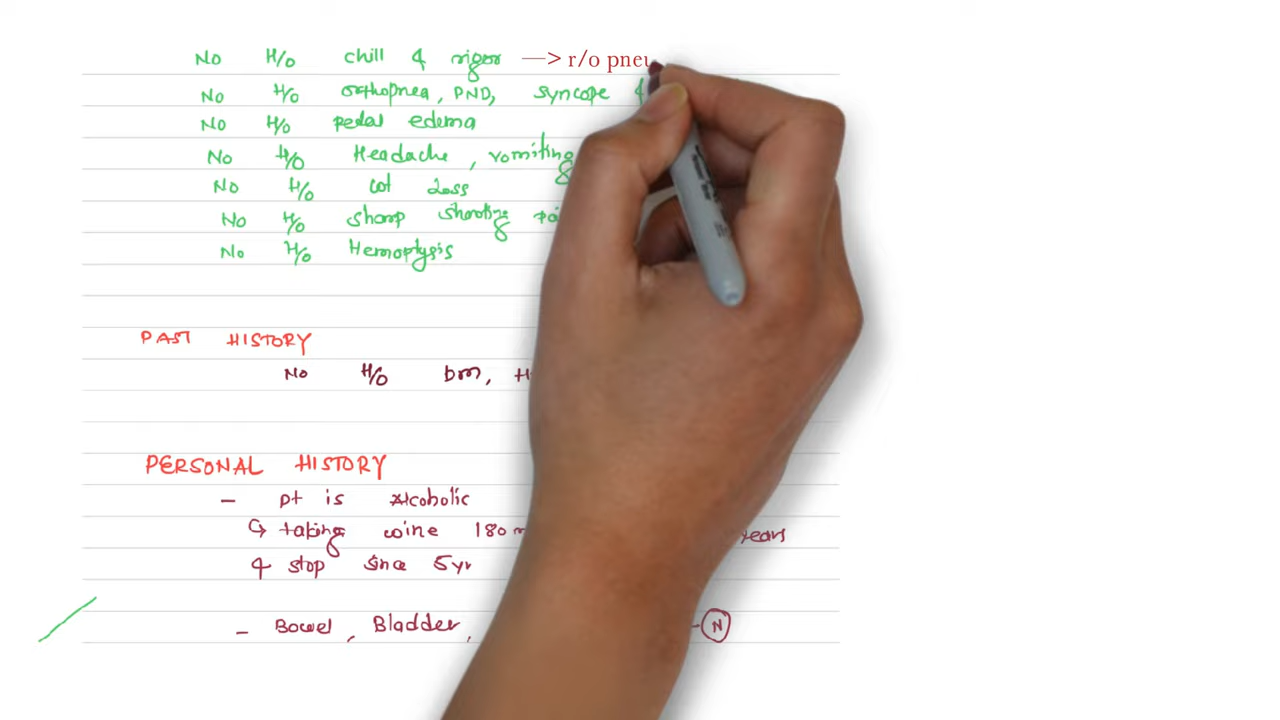 No H/o chill & rigor —> r/o pneu
No H/o orthopnea, PND, syncope &
No H/o pedal edema
No H/o Headache, vomiting
No H/o wt Loss
No H/o sharp shooting
No H/o Hemoptysis
PAST HISTORY
No H/o DM, H
PERSONAL HISTORY
- pt is Alcoholic
↳ taking wine 180 m years
& stop since 5yr
- Bowel, Bladder, - N